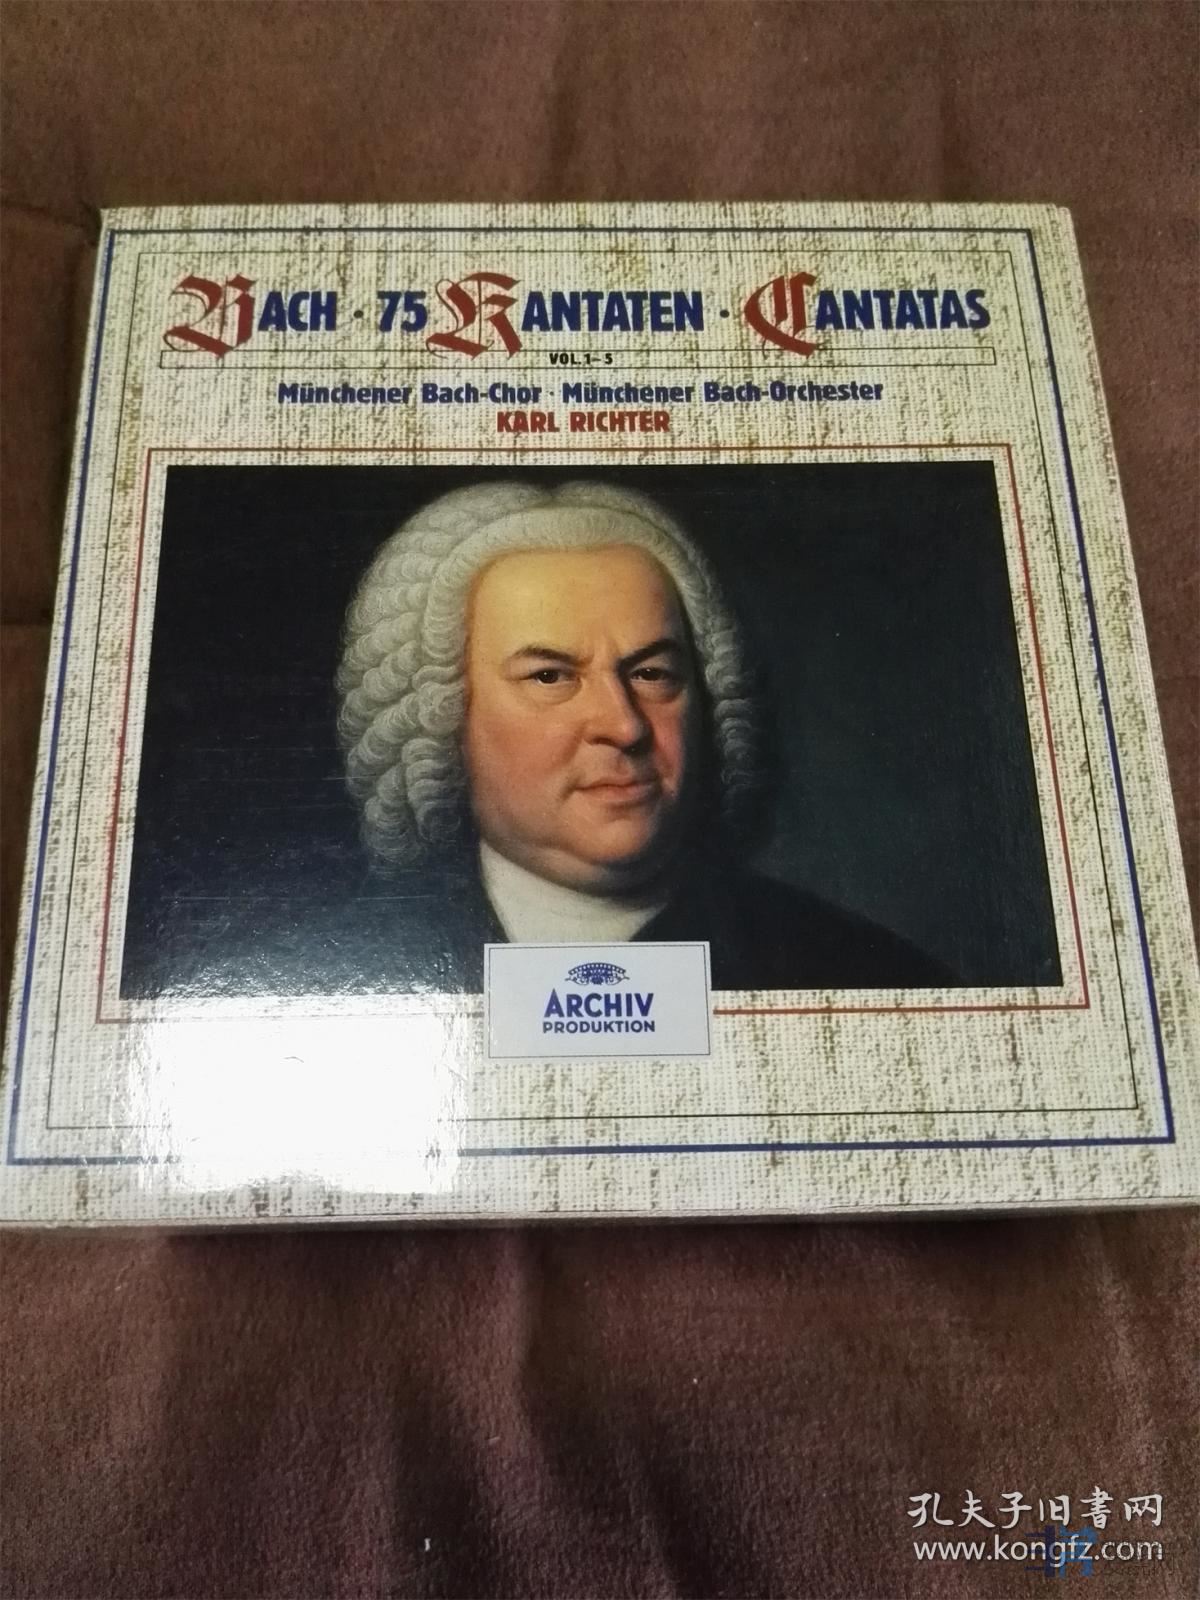 BACH · 75 KANTATEN · CANTATAS
VOL. 1–5
Münchener Bach-Chor · Münchener Bach-Orchester
KARL RICHTER
ARCHIV
PRODUKTION
孔夫子旧書网
www.kongfz.com